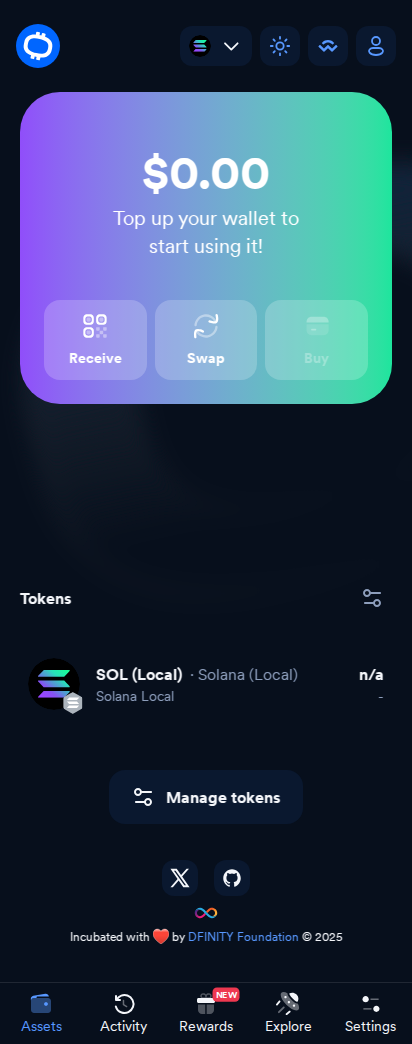 $0.00
Top up your wallet to
start using it!
Receive
Swap
Buy
Tokens
SOL (Local) · Solana (Local)
n/a
Solana Local
-
Manage tokens
Incubated with ❤️ by DFINITY Foundation © 2025
NEW
Assets
Activity
Rewards
Explore
Settings